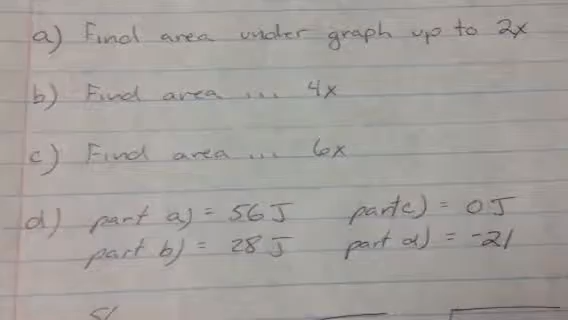 a) Find area under graph up to 2x
b) Find area ... 4x
c) Find area ... 6x
d) part a) = 56 J part c) = 0 J
part b) = 28 J part d) = -21